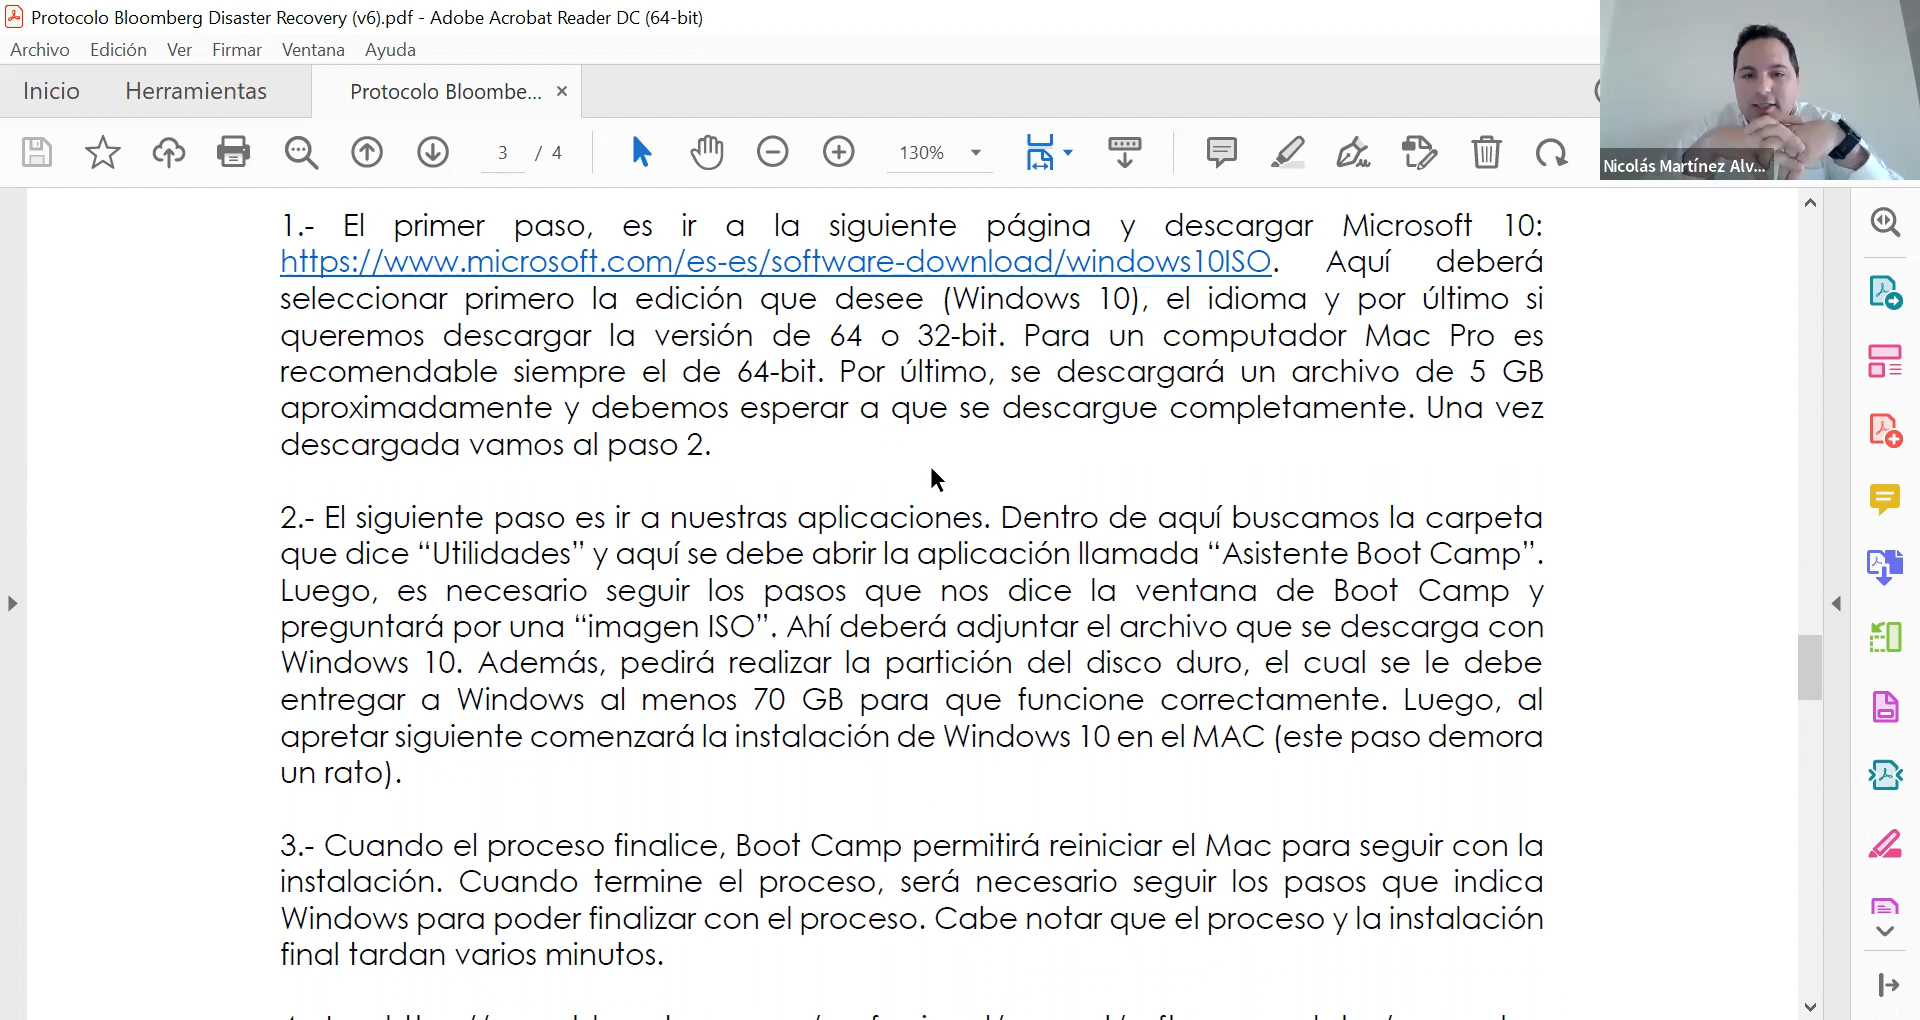 Protocolo Bloomberg Disaster Recovery (v6).pdf - Adobe Acrobat Reader DC (64-bit)
Archivo Edición Ver Firmar Ventana Ayuda
Inicio Herramientas Protocolo Bloombe... ×
3 / 4 130%
Nicolás Martínez Alv...
1.- El primer paso, es ir a la siguiente página y descargar Microsoft 10:
https://www.microsoft.com/es-es/software-download/windows10ISO. Aquí deberá
seleccionar primero la edición que desee (Windows 10), el idioma y por último si
queremos descargar la versión de 64 o 32-bit. Para un computador Mac Pro es
recomendable siempre el de 64-bit. Por último, se descargará un archivo de 5 GB
aproximadamente y debemos esperar a que se descargue completamente. Una vez
descargada vamos al paso 2.
2.- El siguiente paso es ir a nuestras aplicaciones. Dentro de aquí buscamos la carpeta
que dice “Utilidades” y aquí se debe abrir la aplicación llamada “Asistente Boot Camp”.
Luego, es necesario seguir los pasos que nos dice la ventana de Boot Camp y
preguntará por una “imagen ISO”. Ahí deberá adjuntar el archivo que se descarga con
Windows 10. Además, pedirá realizar la partición del disco duro, el cual se le debe
entregar a Windows al menos 70 GB para que funcione correctamente. Luego, al
apretar siguiente comenzará la instalación de Windows 10 en el MAC (este paso demora
un rato).
3.- Cuando el proceso finalice, Boot Camp permitirá reiniciar el Mac para seguir con la
instalación. Cuando termine el proceso, será necesario seguir los pasos que indica
Windows para poder finalizar con el proceso. Cabe notar que el proceso y la instalación
final tardan varios minutos.